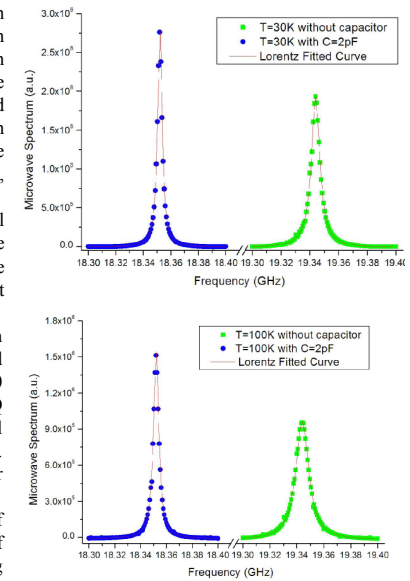 3.0x10⁶
2.5x10⁶
2.0x10⁶
1.5x10⁶
1.0x10⁶
5.0x10⁵
0.0
Microwave Spectrum (a.u.)
T=30K without capacitor
T=30K with C=2pF
Lorentz Fitted Curve
18.30 18.32 18.34 18.36 18.38 18.40 19.30 19.32 19.34 19.36 19.38 19.40
Frequency (GHz)
1.8x10⁶
1.5x10⁶
1.2x10⁶
9.0x10⁵
6.0x10⁵
3.0x10⁵
0.0
Microwave Spectrum (a.u.)
T=100K without capacitor
T=100K with C=2pF
Lorentz Fitted Curve
18.30 18.32 18.34 18.36 18.38 18.40 19.30 19.32 19.34 19.36 19.38 19.40
Frequency (GHz)